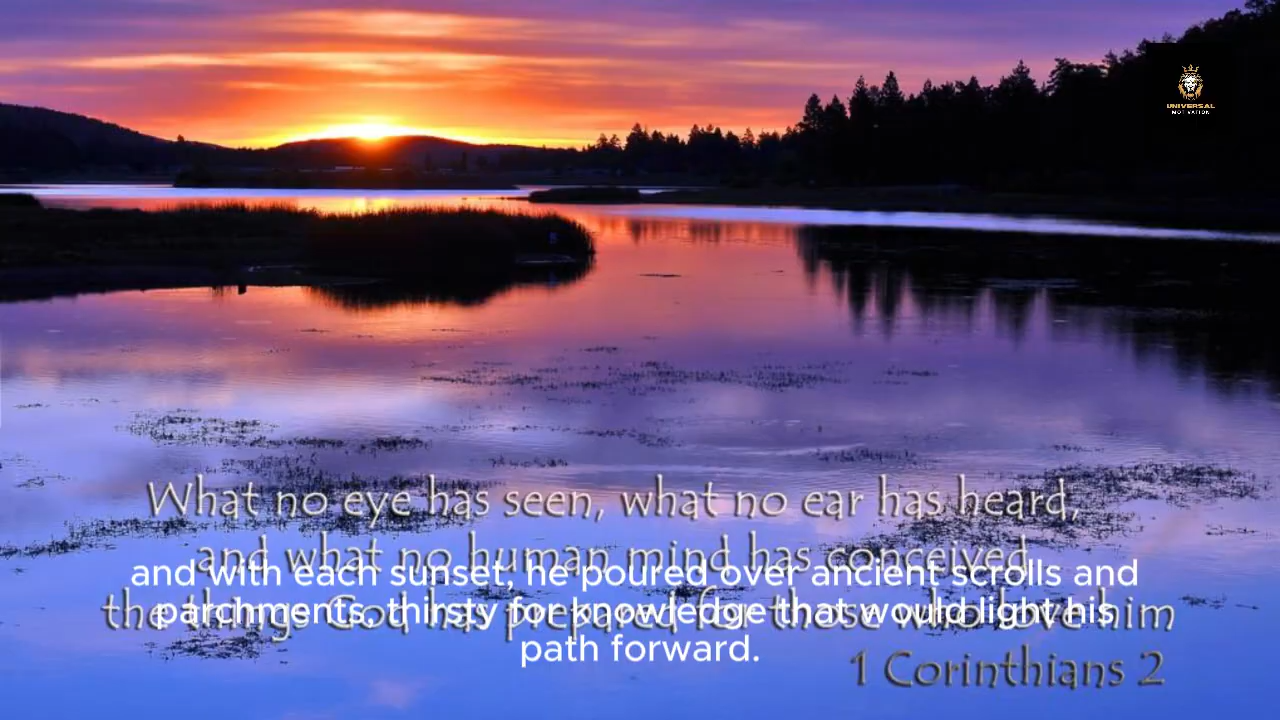 UNIVERSAL
MOTIVATION
What no eye has seen, what no ear has heard,
and what no human mind has conceived
and with each sunset, he poured over ancient scrolls and
the things God has prepared for those who love him
parchments, thirsty for knowledge that would light his
path forward.
1 Corinthians 2